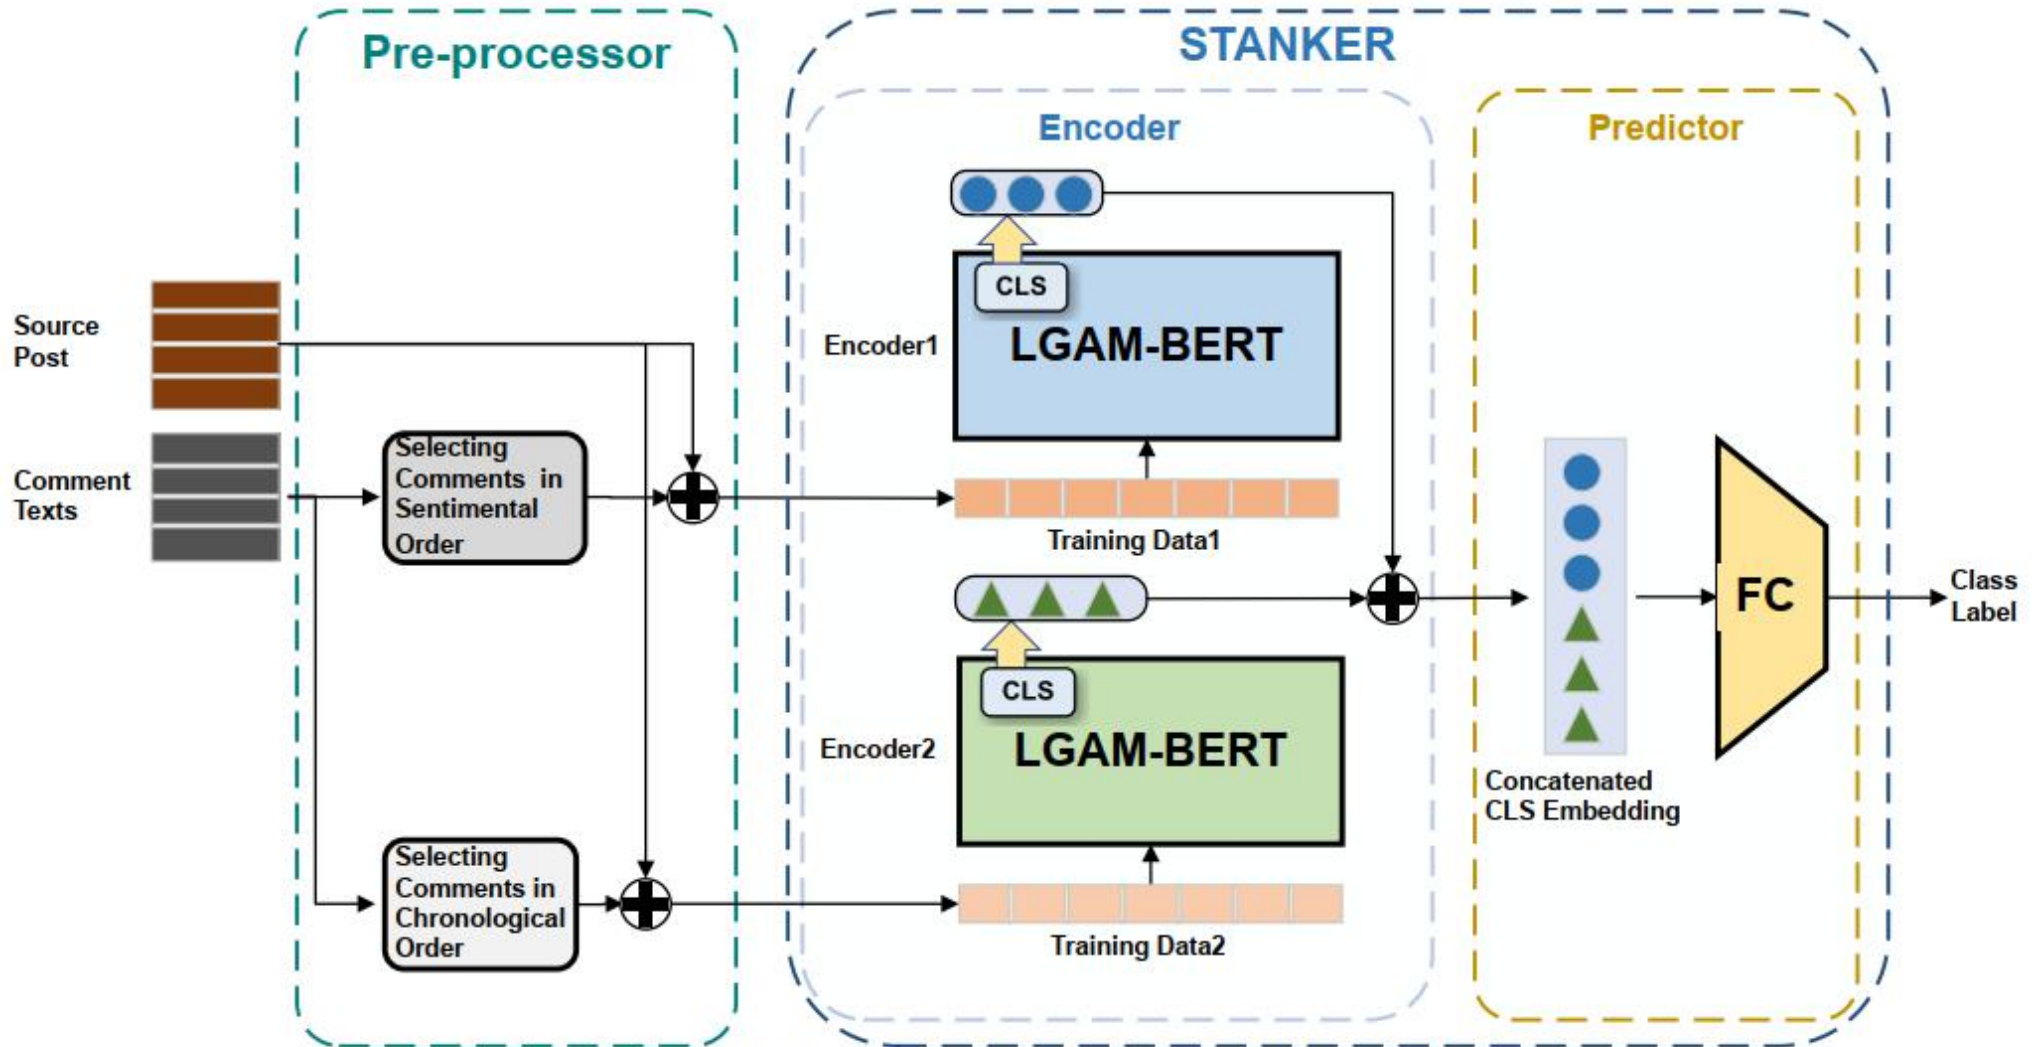 Pre-processor
STANKER
Encoder
Predictor
CLS
LGAM-BERT
Encoder1
Source
Post
Comment
Texts
Selecting
Comments in
Sentimental
Order
Training Data1
CLS
LGAM-BERT
Encoder2
FC
Class
Label
Concatenated
CLS Embedding
Selecting
Comments in
Chronological
Order
Training Data2